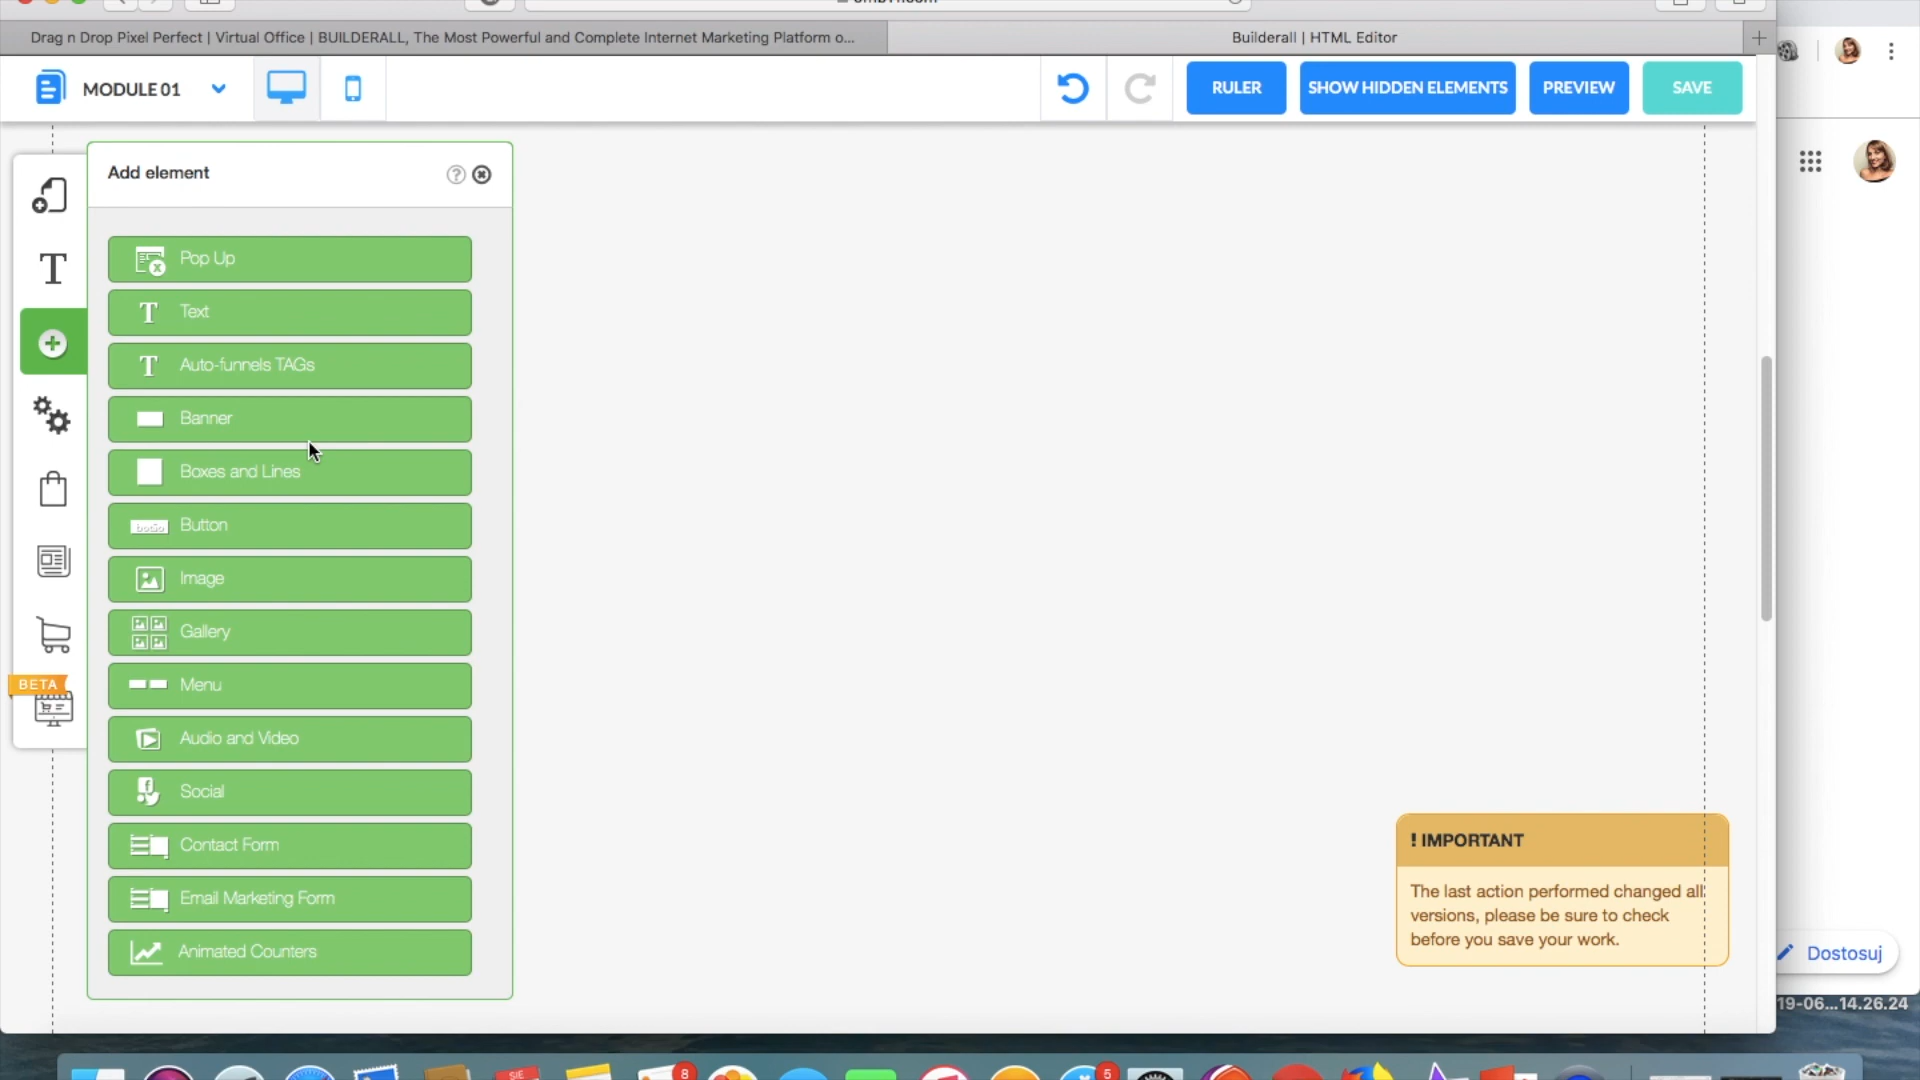 Drag n Drop Pixel Perfect | Virtual Office | BUILDERALL, The Most Powerful and Complete Internet Marketing Platform o...
Builderall | HTML Editor
MODULE 01
RULER
SHOW HIDDEN ELEMENTS
PREVIEW
SAVE
Add element
Pop Up
Text
Auto-funnels TAGs
Banner
Boxes and Lines
Button
Image
Gallery
Menu
Audio and Video
Social
Contact Form
Email Marketing Form
Animated Counters
BETA
! IMPORTANT
The last action performed changed all
versions, please be sure to check
before you save your work.
Dostosuj
19-06...14.26.24
SIE
8
5